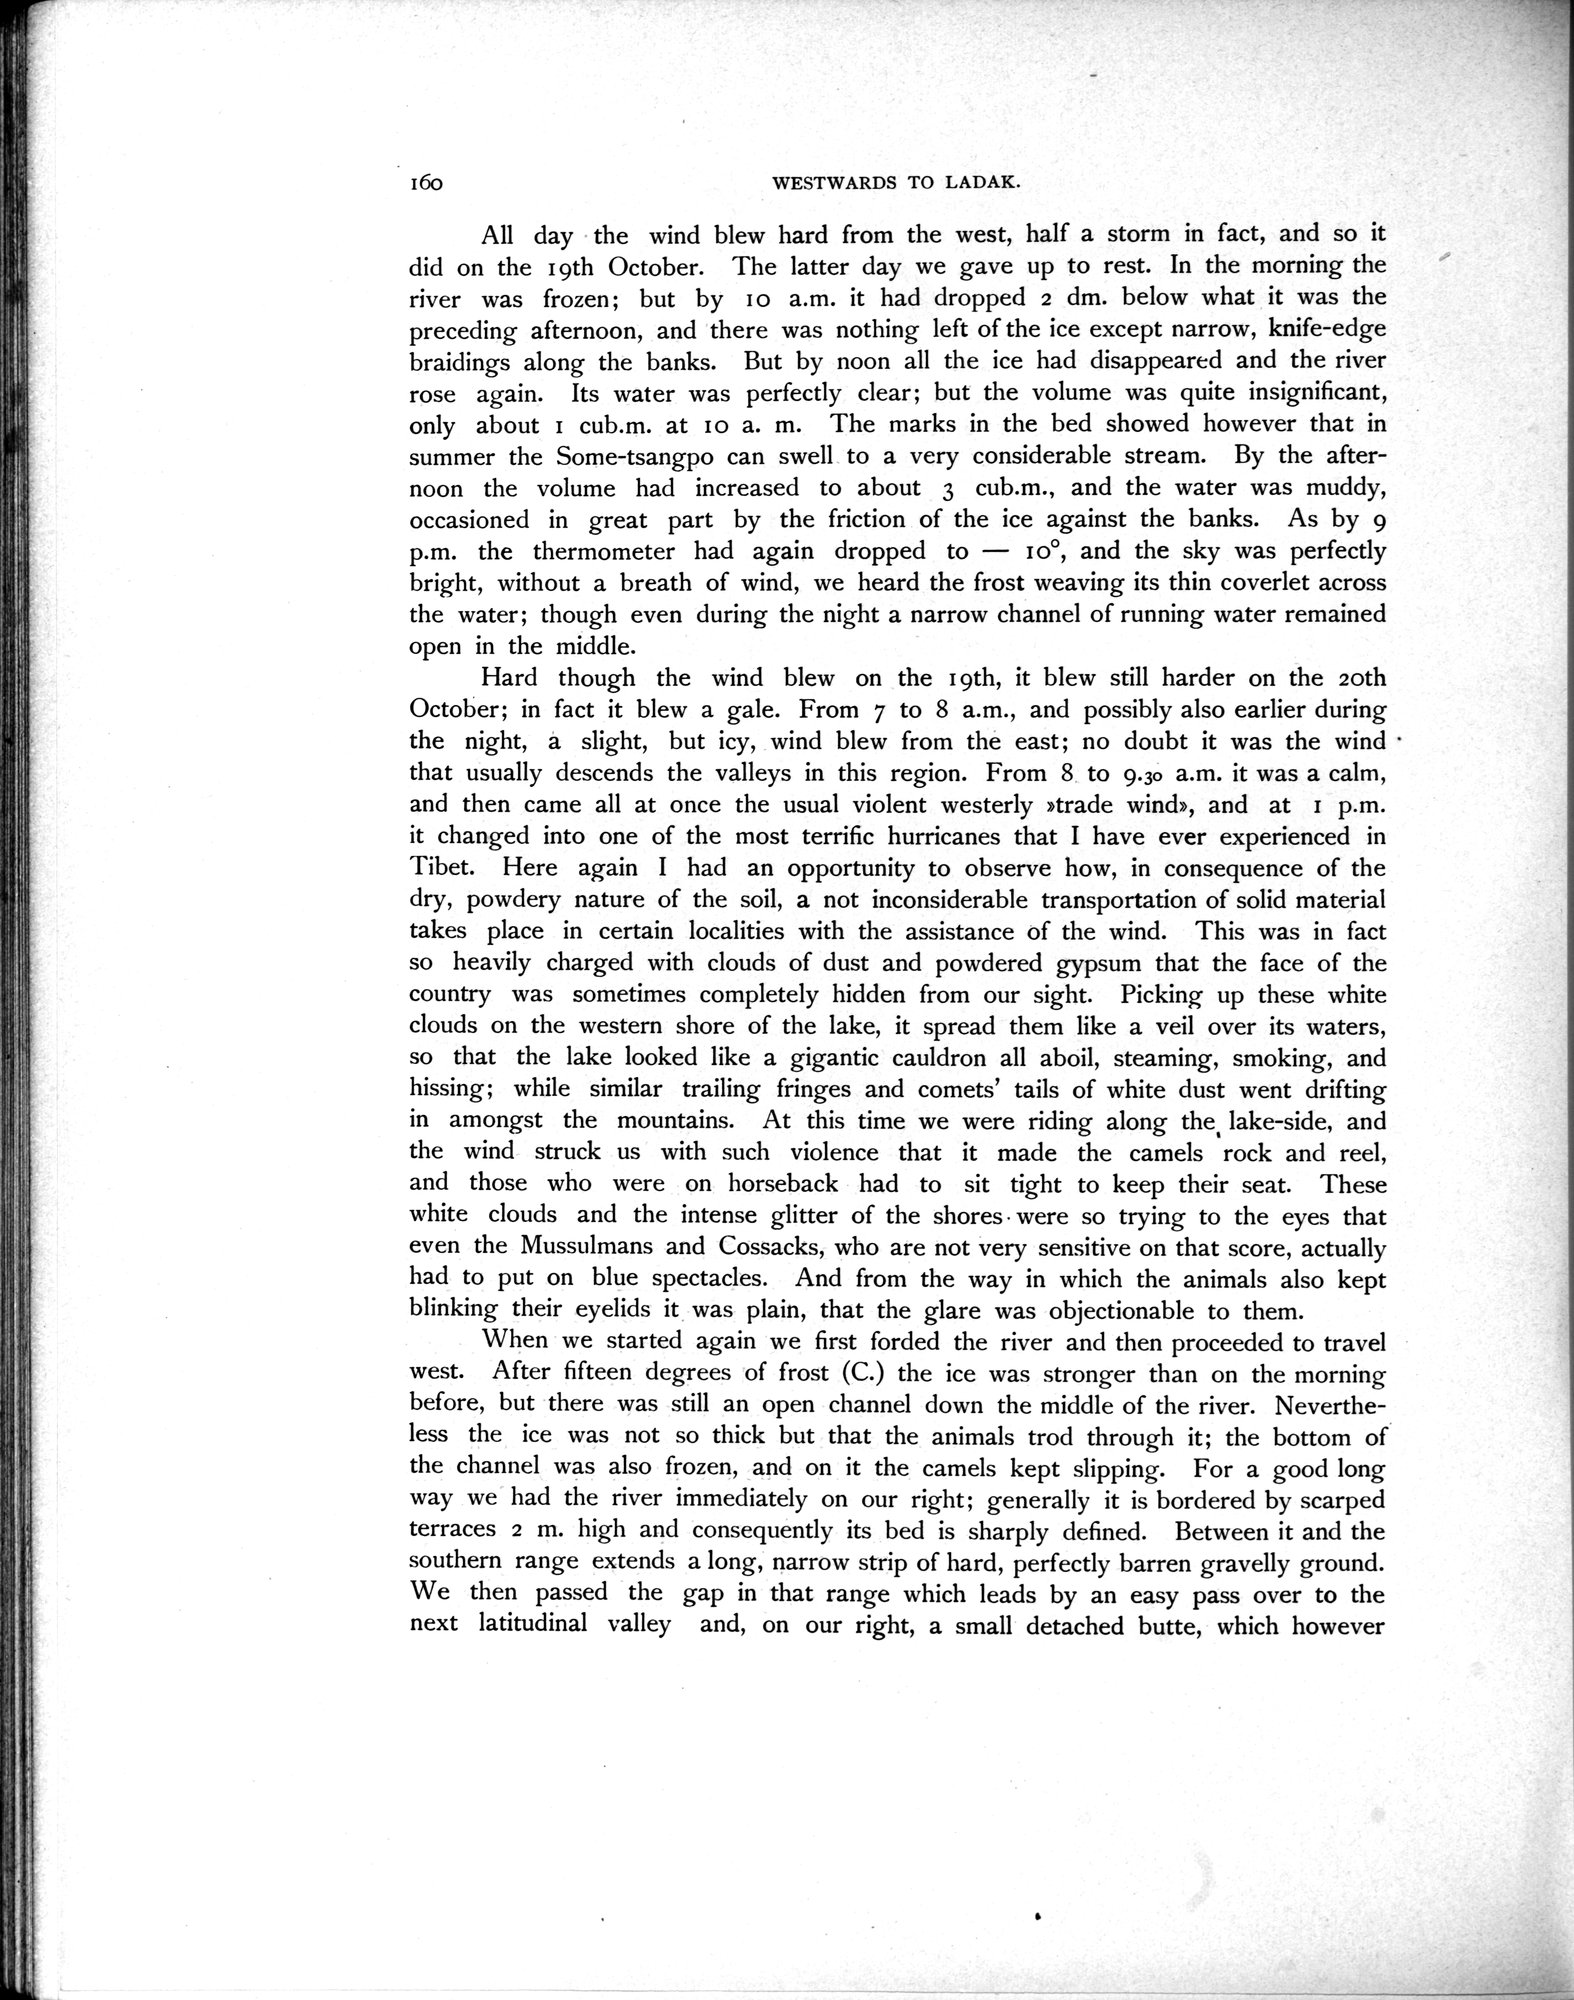 160
WESTWARDS TO LADAK.
All day the wind blew hard from the west, half a storm in fact, and so it
did on the 19th October. The latter day we gave up to rest. In the morning the
river was frozen; but by 10 a.m. it had dropped 2 dm. below what it was the
preceding afternoon, and there was nothing left of the ice except narrow, knife-edge
braidings along the banks. But by noon all the ice had disappeared and the river
rose again. Its water was perfectly clear; but the volume was quite insignificant,
only about 1 cub.m. at 10 a. m. The marks in the bed showed however that in
summer the Some-tsangpo can swell to a very considerable stream. By the after-
noon the volume had increased to about 3 cub.m., and the water was muddy,
occasioned in great part by the friction of the ice against the banks. As by 9
p.m. the thermometer had again dropped to — 10°, and the sky was perfectly
bright, without a breath of wind, we heard the frost weaving its thin coverlet across
the water; though even during the night a narrow channel of running water remained
open in the middle.
Hard though the wind blew on the 19th, it blew still harder on the 20th
October; in fact it blew a gale. From 7 to 8 a.m., and possibly also earlier during
the night, a slight, but icy, wind blew from the east; no doubt it was the wind
that usually descends the valleys in this region. From 8 to 9.30 a.m. it was a calm,
and then came all at once the usual violent westerly »trade wind», and at 1 p.m.
it changed into one of the most terrific hurricanes that I have ever experienced in
Tibet. Here again I had an opportunity to observe how, in consequence of the
dry, powdery nature of the soil, a not inconsiderable transportation of solid material
takes place in certain localities with the assistance of the wind. This was in fact
so heavily charged with clouds of dust and powdered gypsum that the face of the
country was sometimes completely hidden from our sight. Picking up these white
clouds on the western shore of the lake, it spread them like a veil over its waters,
so that the lake looked like a gigantic cauldron all aboil, steaming, smoking, and
hissing; while similar trailing fringes and comets’ tails of white dust went drifting
in amongst the mountains. At this time we were riding along the lake-side, and
the wind struck us with such violence that it made the camels rock and reel,
and those who were on horseback had to sit tight to keep their seat. These
white clouds and the intense glitter of the shores were so trying to the eyes that
even the Mussulmans and Cossacks, who are not very sensitive on that score, actually
had to put on blue spectacles. And from the way in which the animals also kept
blinking their eyelids it was plain, that the glare was objectionable to them.
When we started again we first forded the river and then proceeded to travel
west. After fifteen degrees of frost (C.) the ice was stronger than on the morning
before, but there was still an open channel down the middle of the river. Neverthe-
less the ice was not so thick but that the animals trod through it; the bottom of
the channel was also frozen, and on it the camels kept slipping. For a good long
way we had the river immediately on our right; generally it is bordered by scarped
terraces 2 m. high and consequently its bed is sharply defined. Between it and the
southern range extends a long, narrow strip of hard, perfectly barren gravelly ground.
We then passed the gap in that range which leads by an easy pass over to the
next latitudinal valley and, on our right, a small detached butte, which however